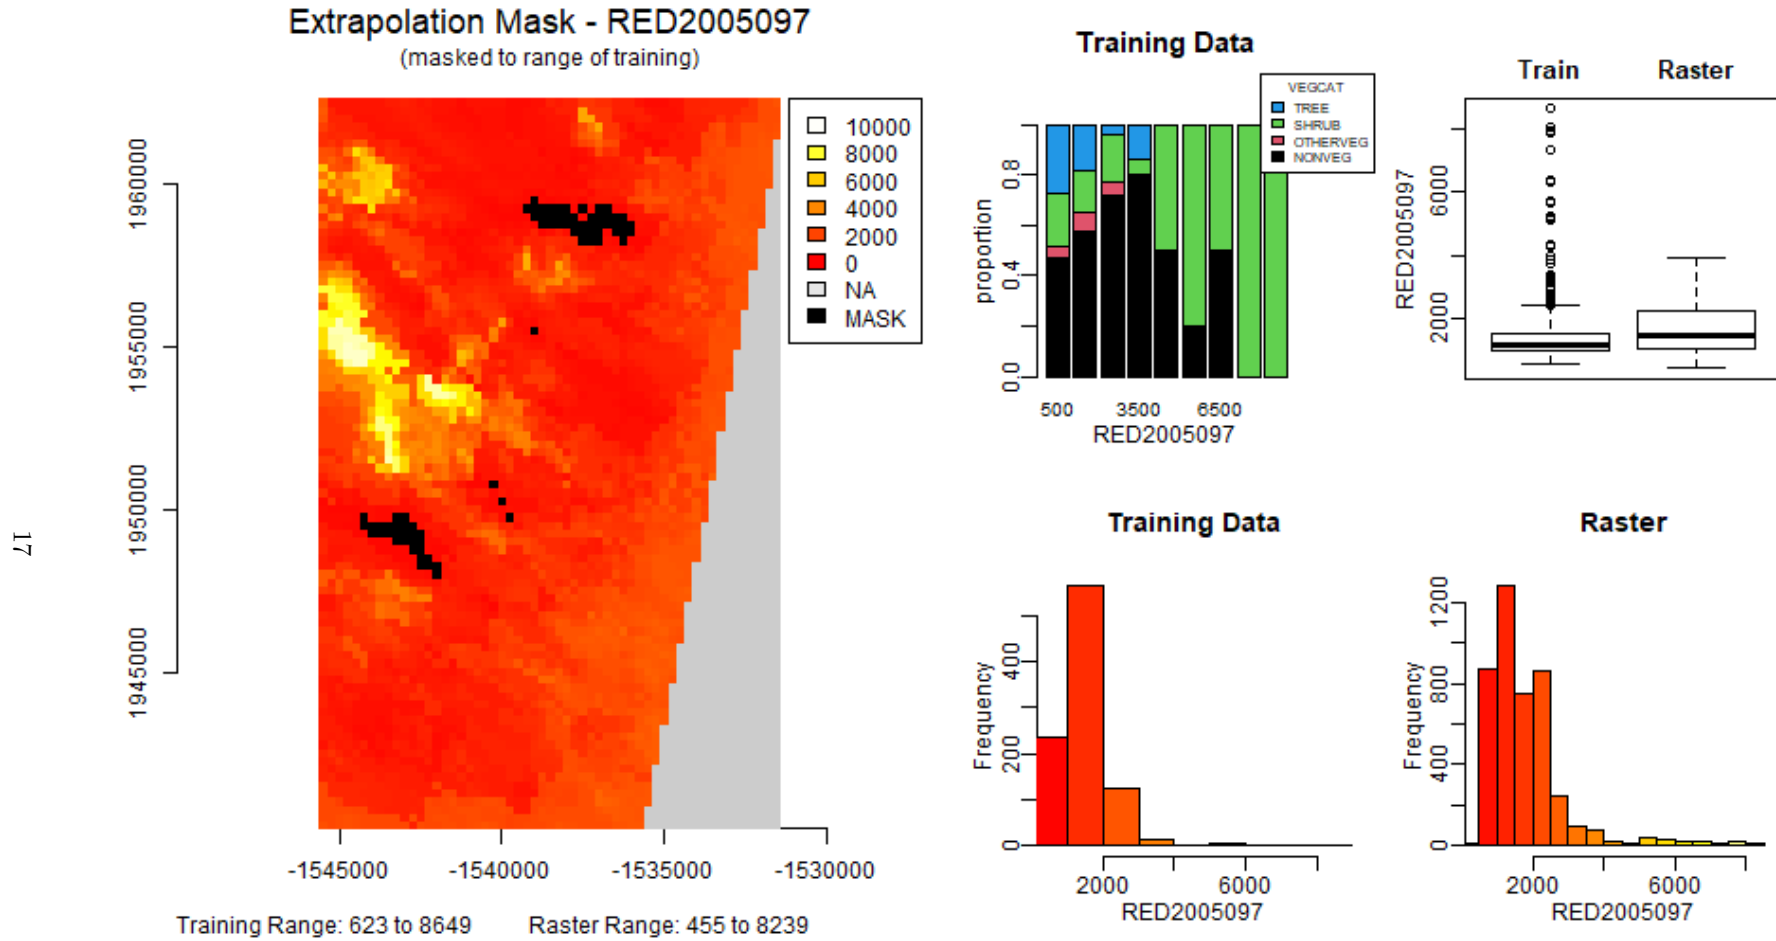 Extrapolation Mask - RED2005097
(masked to range of training)
10000
8000
6000
4000
2000
0
NA
MASK
1960000
1955000
1950000
1945000
-1545000
-1540000
-1535000
-1530000
Training Range: 623 to 8649
Raster Range: 455 to 8239
17
Training Data
VEGCAT
TREE
SHRUB
OTHERVEG
NONVEG
proportion
0.8
0.4
0.0
500
3500
6500
RED2005097
Train
Raster
RED2005097
6000
2000
Training Data
Frequency
400
200
0
2000
6000
RED2005097
Raster
Frequency
1200
800
400
0
2000
6000
RED2005097